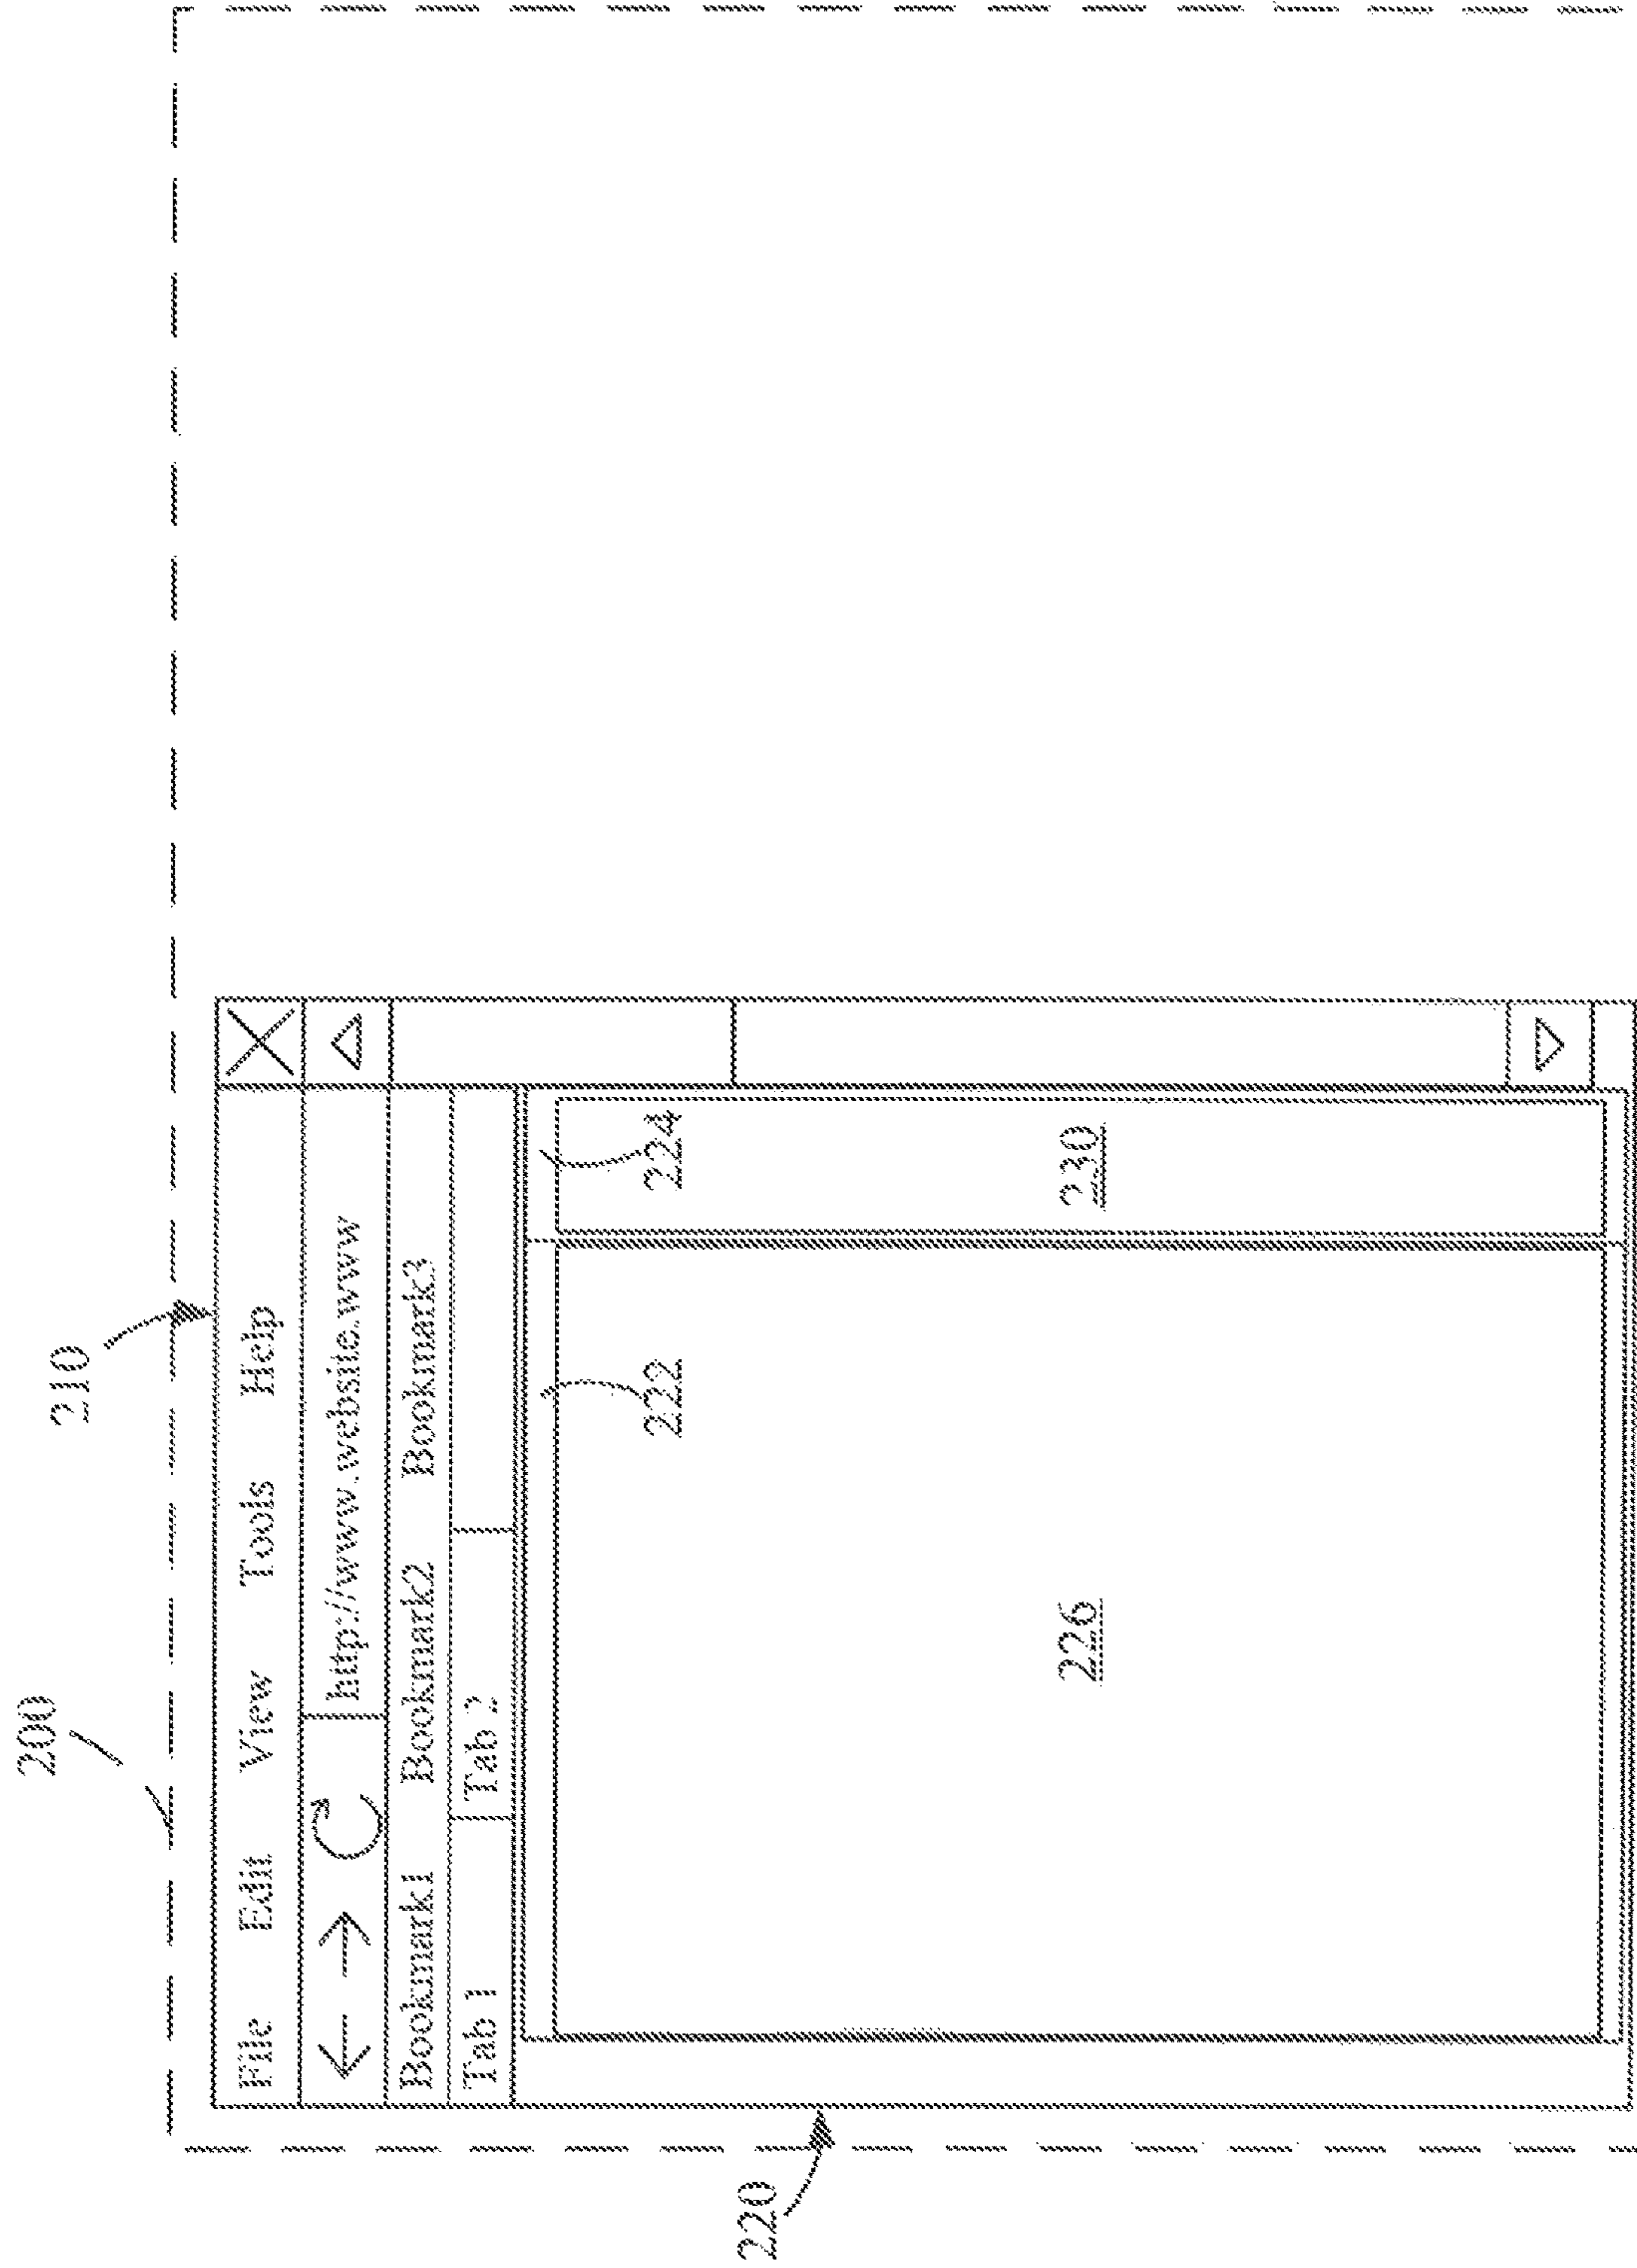 200
210
File Edit View Tools Help
http://www.website.www
Bookmark1 Bookmark2 Bookmark3
Tab 1 Tab 2
222
224
220
226
230